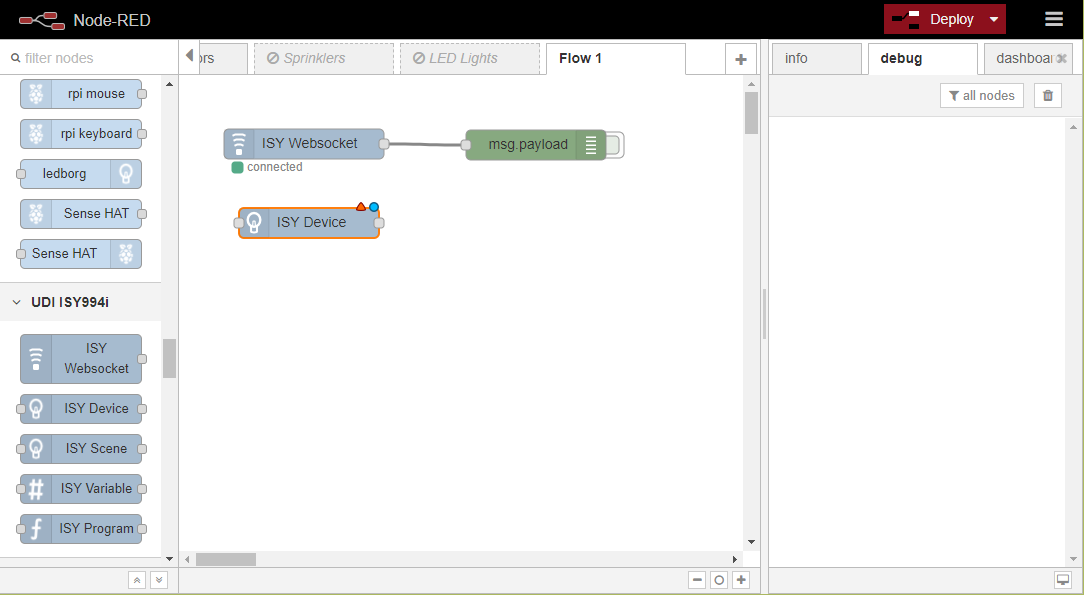 Node-RED
Deploy
filter nodes
rpi mouse
rpi keyboard
ledborg
Sense HAT
Sense HAT
UDI ISY994i
ISY
Websocket
ISY Device
ISY Scene
ISY Variable
ISY Program
ors
Sprinklers
LED Lights
Flow 1
ISY Websocket
connected
msg.payload
ISY Device
info
debug
dashboar
all nodes